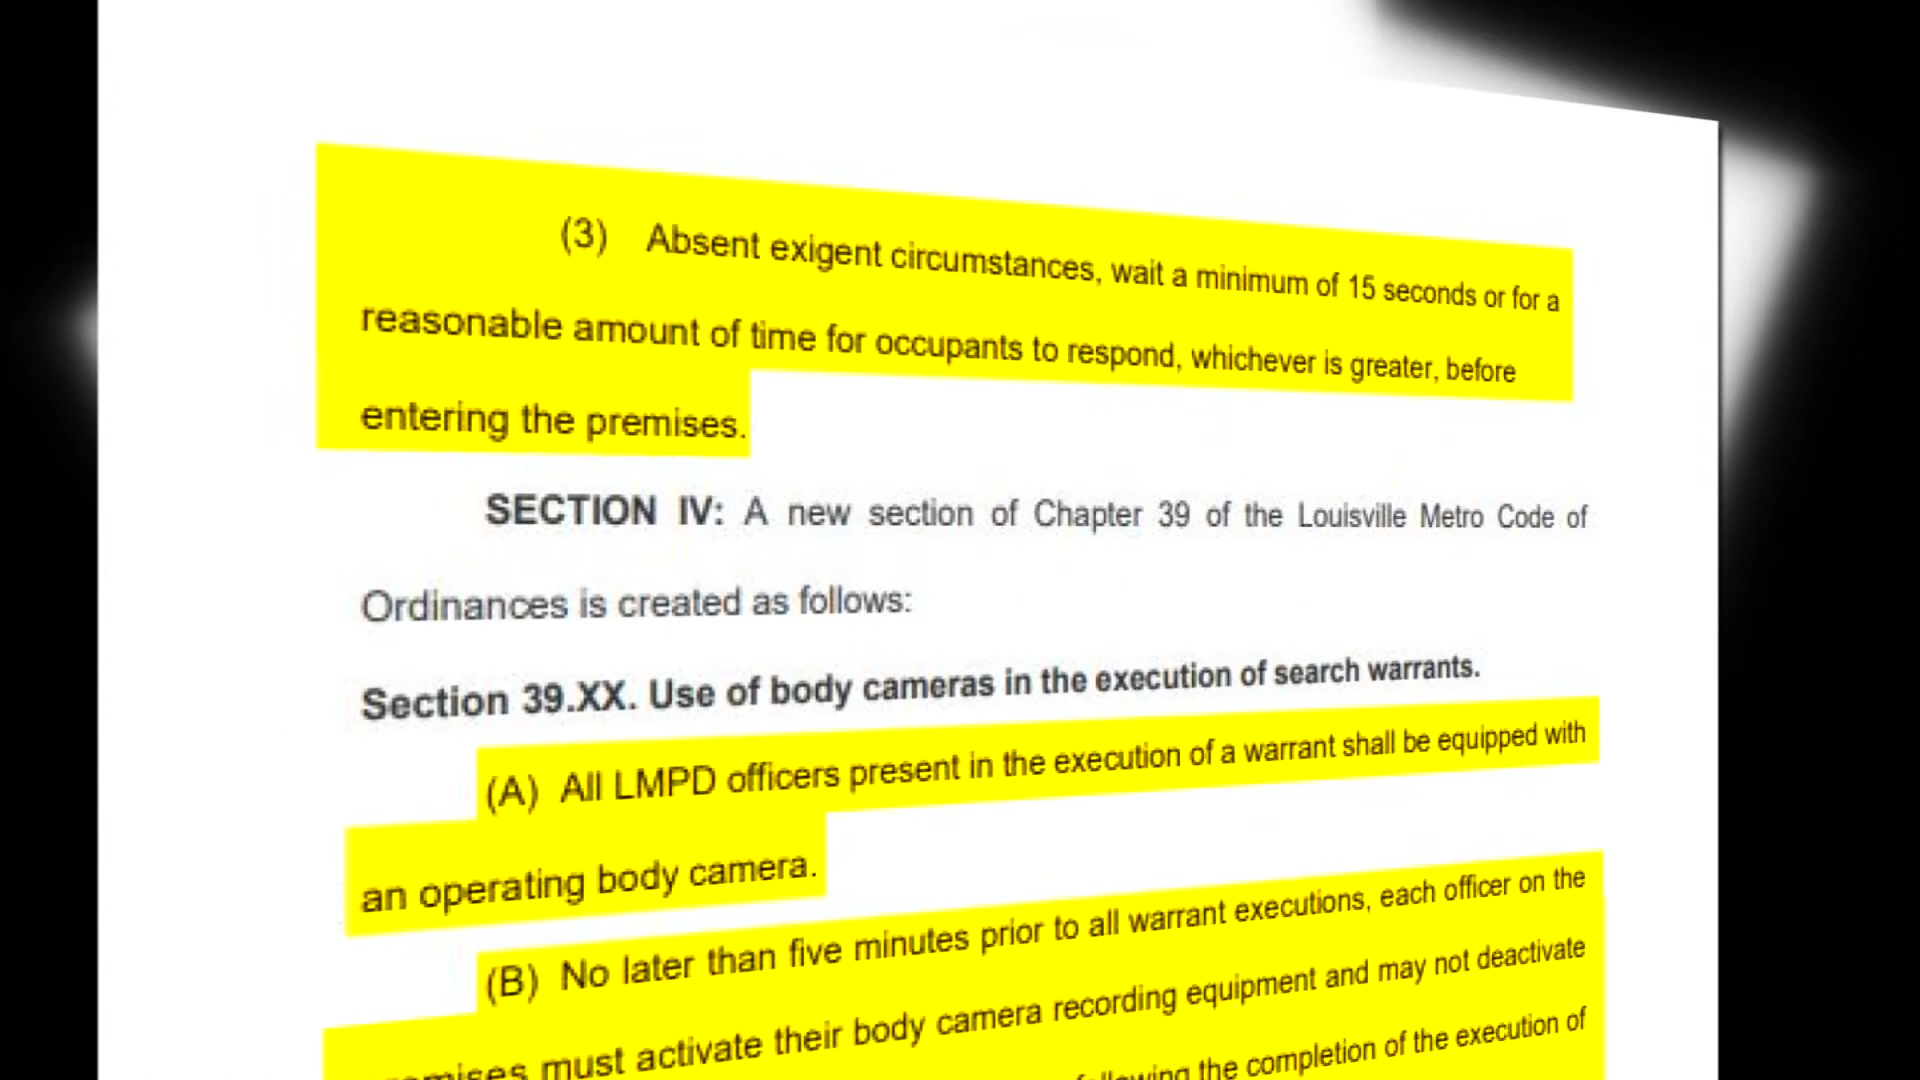 (3) Absent exigent circumstances, wait a minimum of 15 seconds or for a
reasonable amount of time for occupants to respond, whichever is greater, before
entering the premises.
SECTION IV: A new section of Chapter 39 of the Louisville Metro Code of
Ordinances is created as follows:
Section 39.XX. Use of body cameras in the execution of search warrants.
(A) All LMPD officers present in the execution of a warrant shall be equipped with
an operating body camera.
(B) No later than five minutes prior to all warrant executions, each officer on the
must activate their body camera recording equipment and may not deactivate
the completion of the execution of